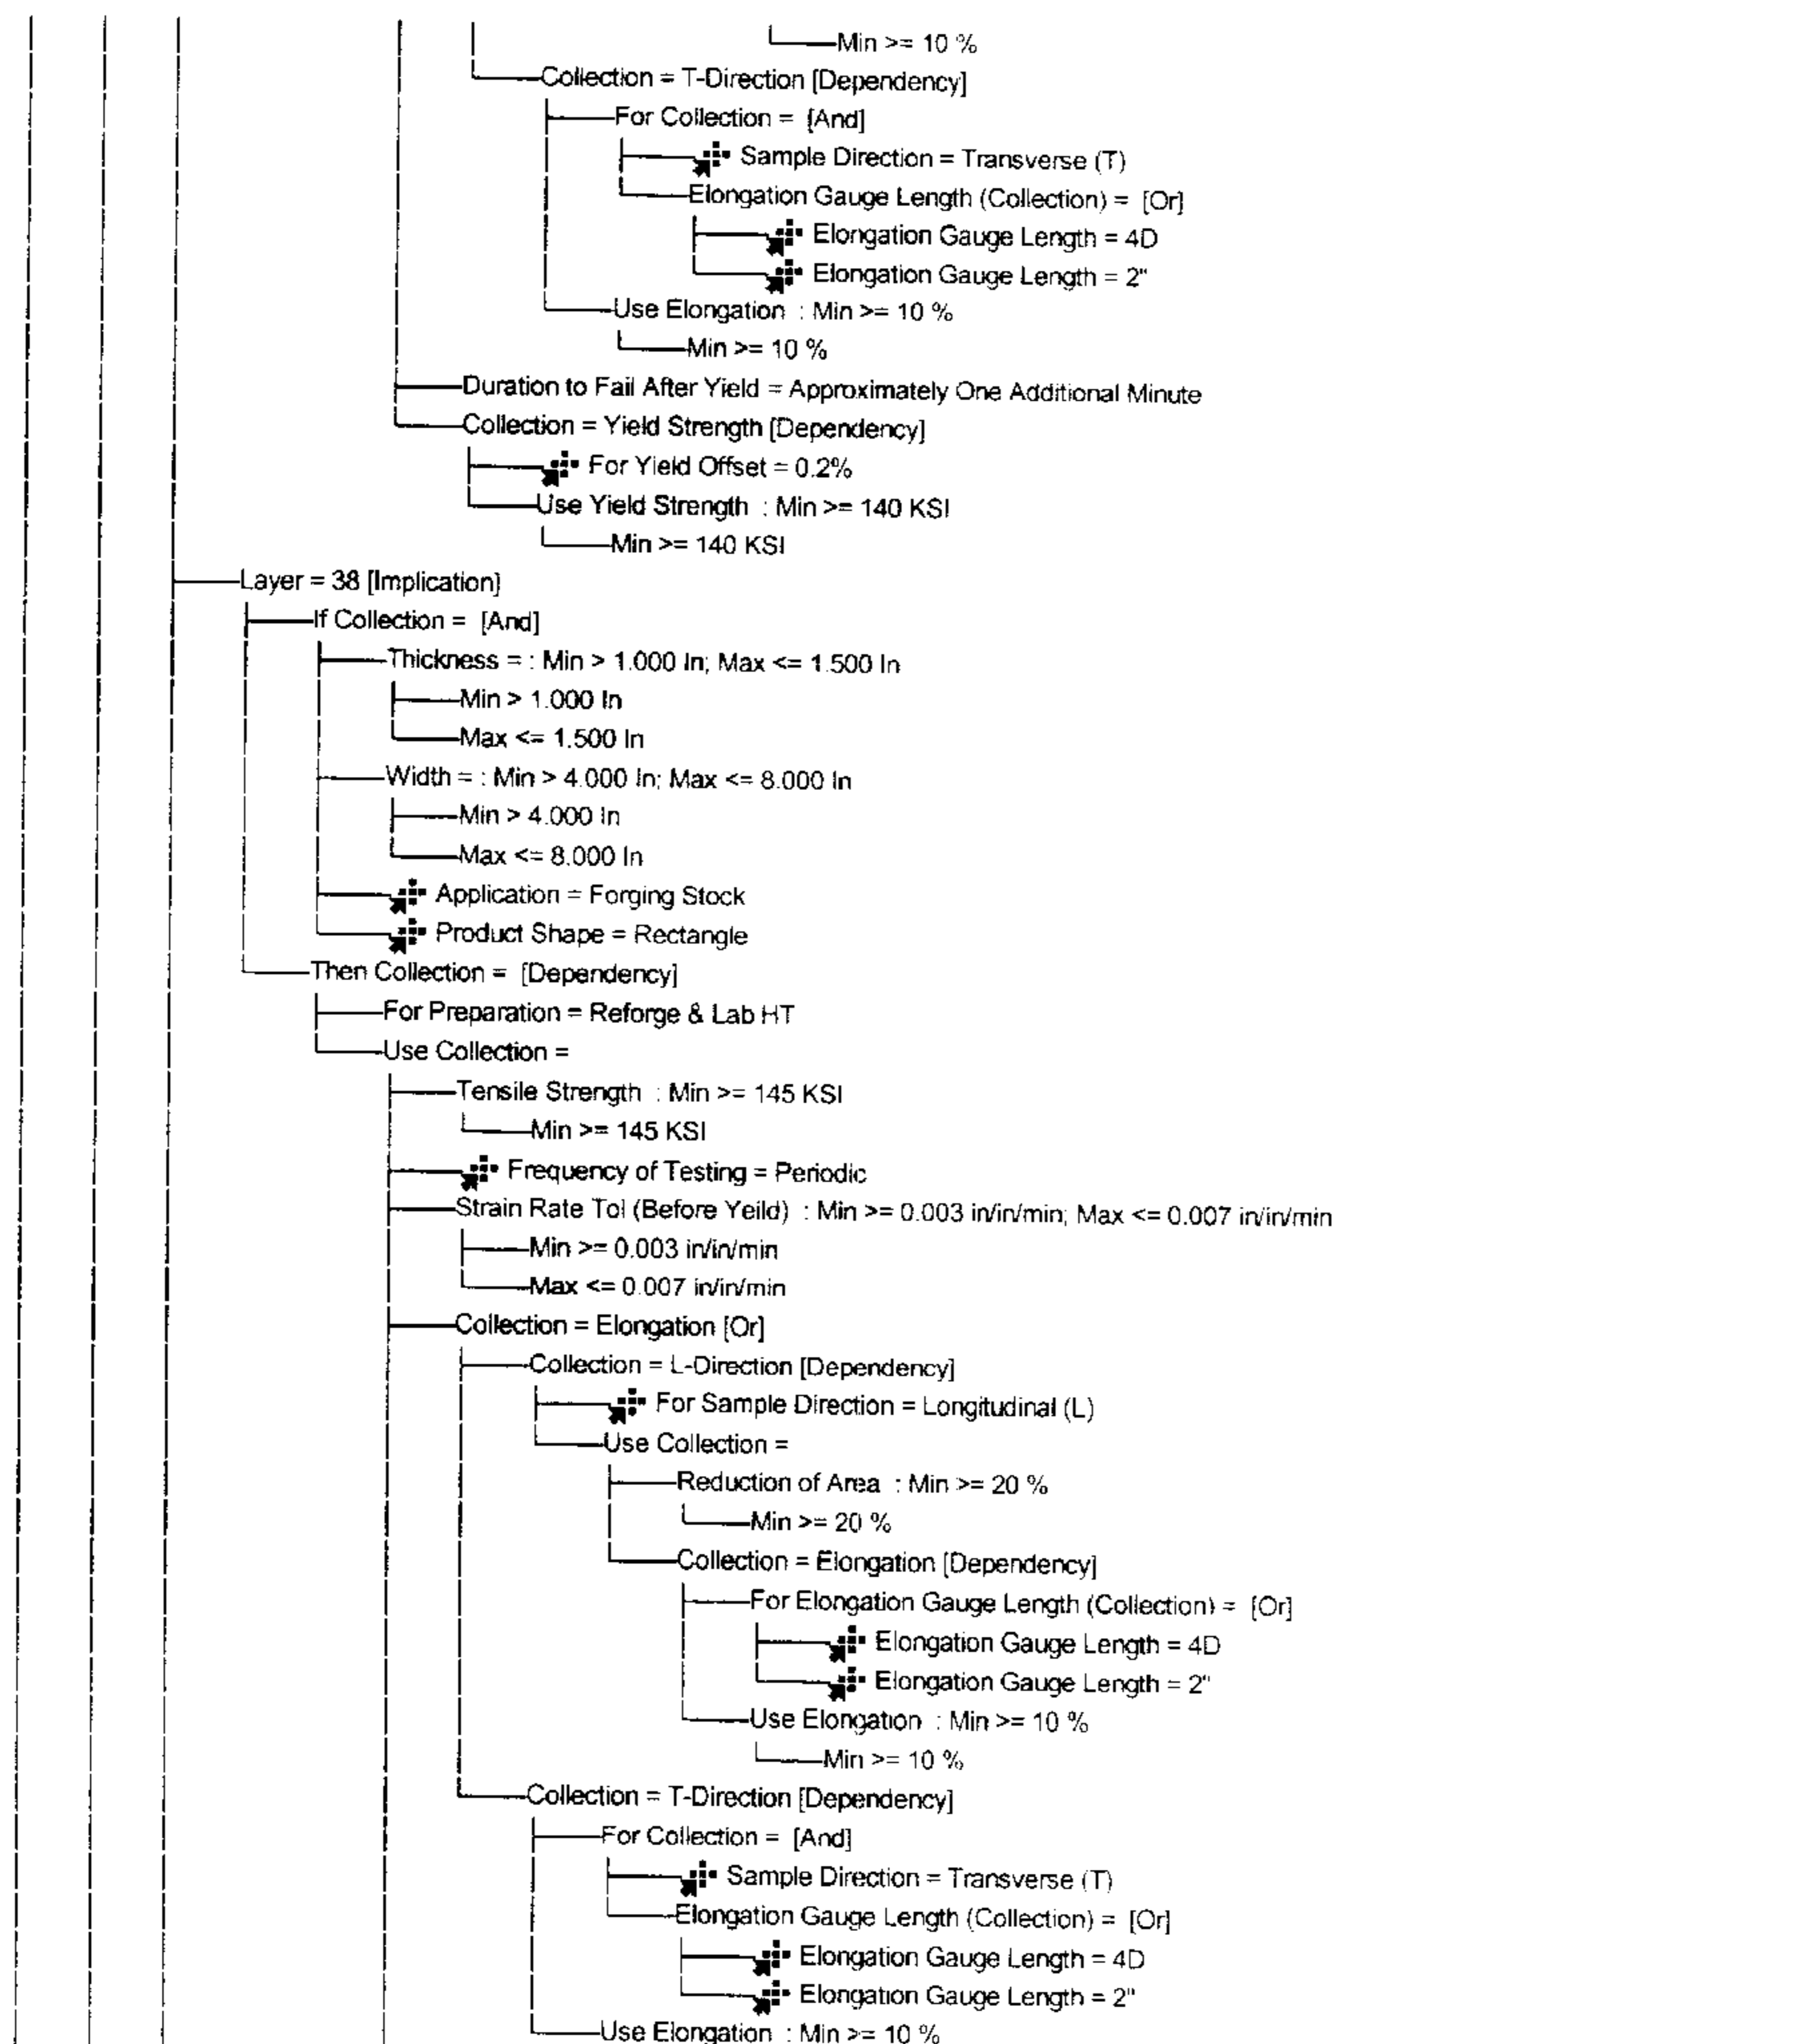 Min >= 10 %
Collection = T-Direction [Dependency]
For Collection = [And]
Sample Direction = Transverse (T)
Elongation Gauge Length (Collection) = [Or]
Elongation Gauge Length = 4D
Elongation Gauge Length = 2"
Use Elongation : Min >= 10 %
Min >= 10 %
Duration to Fail After Yield = Approximately One Additional Minute
Collection = Yield Strength [Dependency]
For Yield Offset = 0.2%
Use Yield Strength : Min >= 140 KSI
Min >= 140 KSI
Layer = 38 [Implication]
If Collection = [And]
Thickness = : Min > 1.000 In; Max <= 1.500 In
Min > 1.000 In
Max <= 1.500 In
Width = : Min > 4.000 In; Max <= 8.000 In
Min > 4.000 In
Max <= 8.000 In
Application = Forging Stock
Product Shape = Rectangle
Then Collection = [Dependency]
For Preparation = Reforge & Lab HT
Use Collection =
Tensile Strength : Min >= 145 KSI
Min >= 145 KSI
Frequency of Testing = Periodic
Strain Rate Tol (Before Yeild) : Min >= 0.003 in/in/min; Max <= 0.007 in/in/min
Min >= 0.003 in/in/min
Max <= 0.007 in/in/min
Collection = Elongation [Or]
Collection = L-Direction [Dependency]
For Sample Direction = Longitudinal (L)
Use Collection =
Reduction of Area : Min >= 20 %
Min >= 20 %
Collection = Elongation [Dependency]
For Elongation Gauge Length (Collection) = [Or]
Elongation Gauge Length = 4D
Elongation Gauge Length = 2"
Use Elongation : Min >= 10 %
Min >= 10 %
Collection = T-Direction [Dependency]
For Collection = [And]
Sample Direction = Transverse (T)
Elongation Gauge Length (Collection) = [Or]
Elongation Gauge Length = 4D
Elongation Gauge Length = 2"
Use Elongation : Min >= 10 %